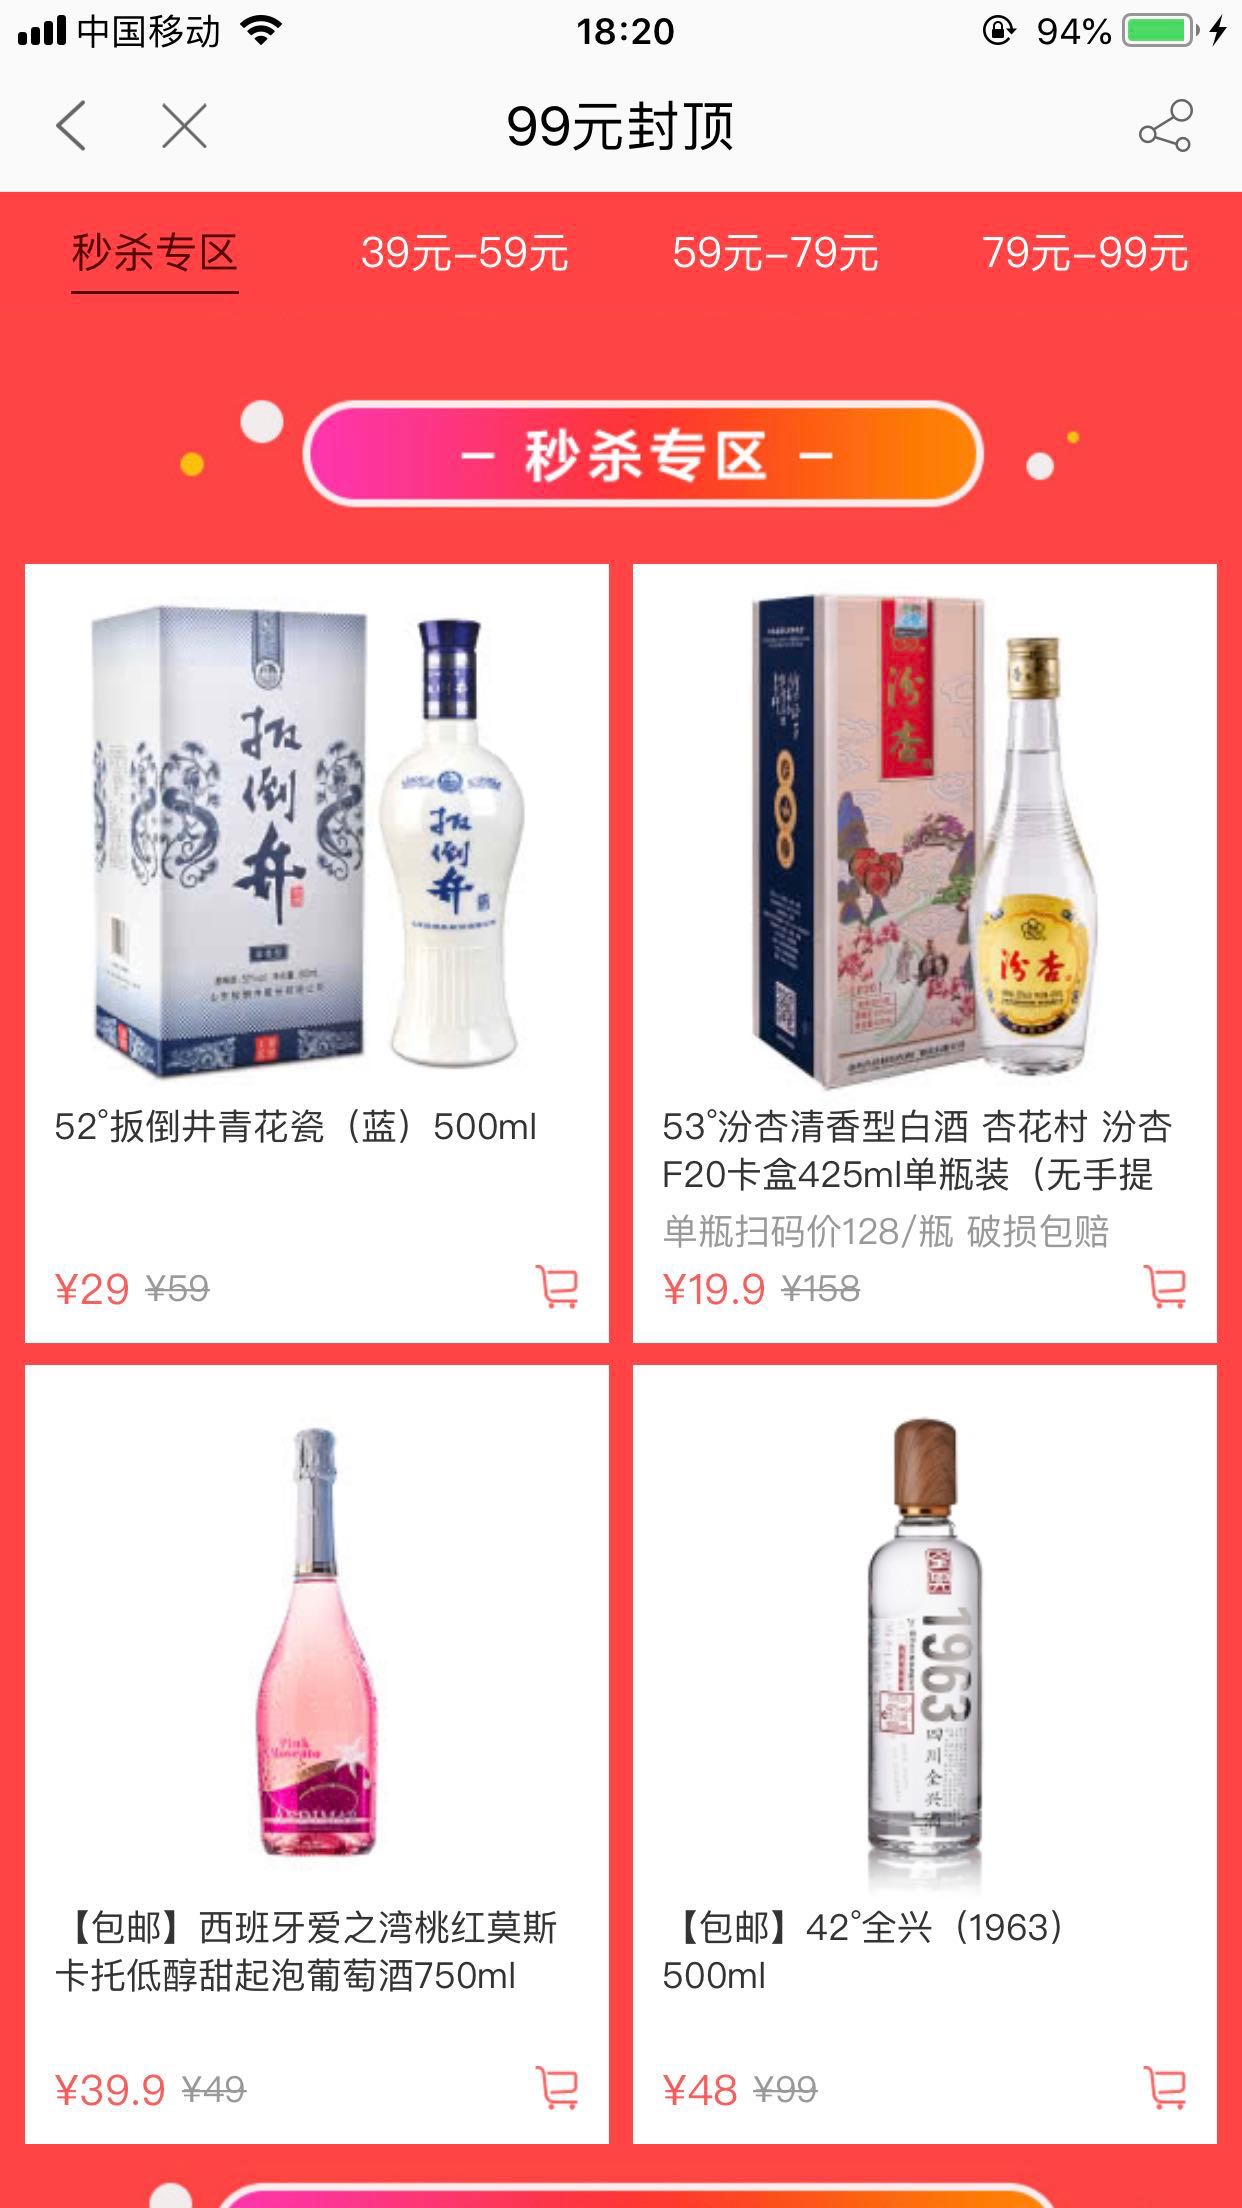 中国移动
18:20
94%
99元封顶
秒杀专区
39元-59元
59元-79元
79元-99元
- 秒杀专区 -
扳
倒
井
扳
倒
井
汾
杏
汾杏
52°扳倒井青花瓷（蓝）500ml
¥29 ¥59
53°汾杏清香型白酒 杏花村 汾杏
F20卡盒425ml单瓶装（无手提
单瓶扫码价128/瓶 破损包赔
¥19.9 ¥158
Pink
Moscato
1963
四川全兴酒
【包邮】西班牙爱之湾桃红莫斯
卡托低醇甜起泡葡萄酒750ml
¥39.9 ¥49
【包邮】42°全兴（1963）
500ml
¥48 ¥99